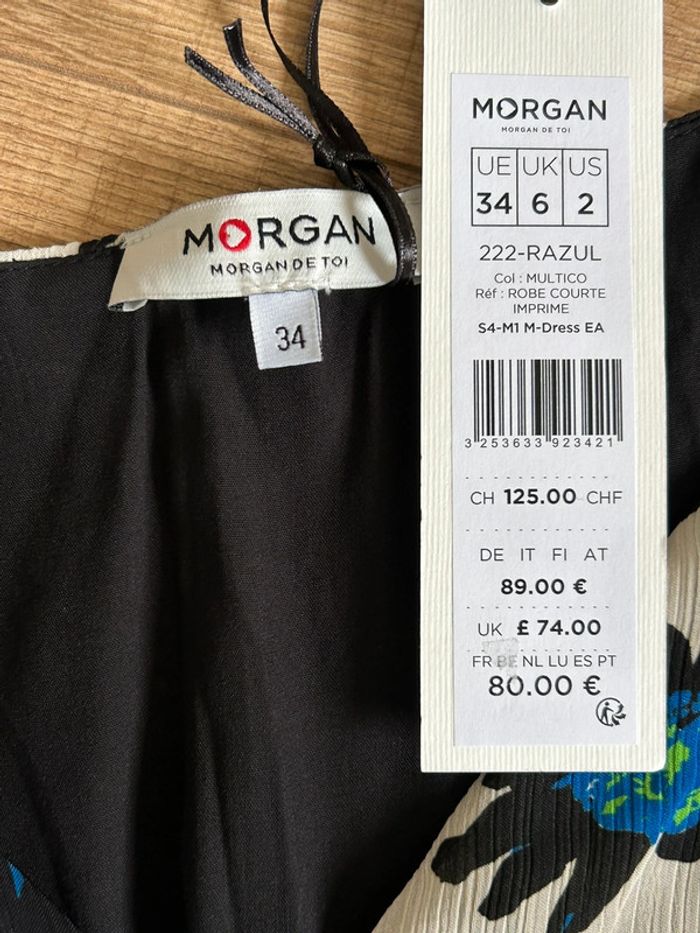 MORGAN
MORGAN DE TOI
34
MORGAN
MORGAN DE TOI
UE UK US
34 6 2
222-RAZUL
Col : MULTICO
Réf : ROBE COURTE
IMPRIME
S4-M1 M-Dress EA
3 253633 923421
CH 125.00 CHF
DE IT FI AT
89.00 €
UK £ 74.00
FR BE NL LU ES PT
80.00 €